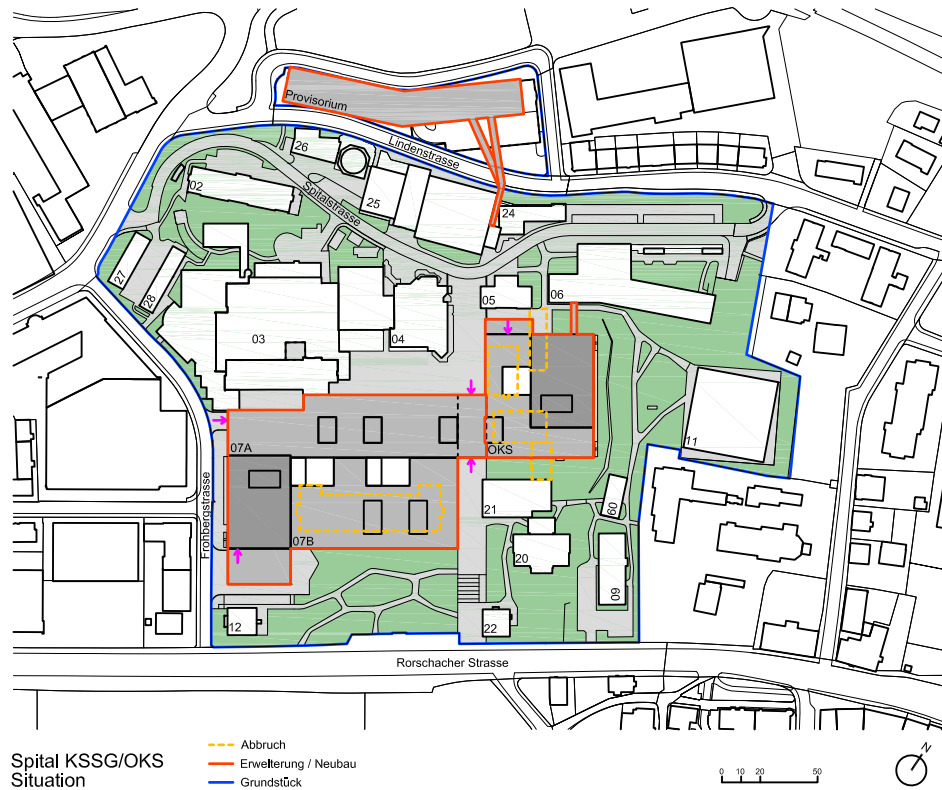 Provisorium
Lindenstrasse
26
02
25
Spitalstrasse
24
27
28
05
06
03
04
11
07A
OKS
07B
Frohbergstrasse
21
60
20
09
12
22
Rorschacher Strasse
Spital KSSG/OKS
Situation
Abbruch
Erweiterung / Neubau
Grundstück
0 10 20 50
N